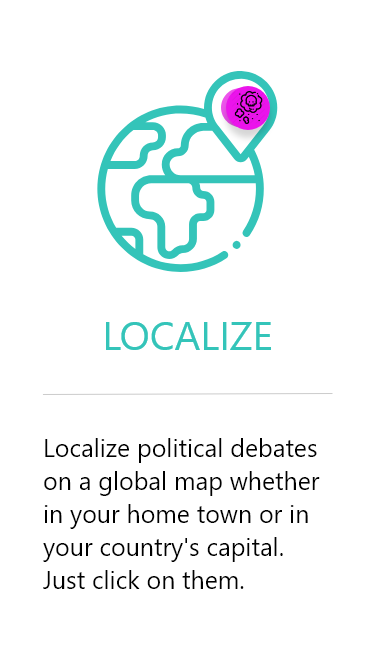 LOCALIZE
Localize political debates
on a global map whether
in your home town or in
your country's capital.
Just click on them.